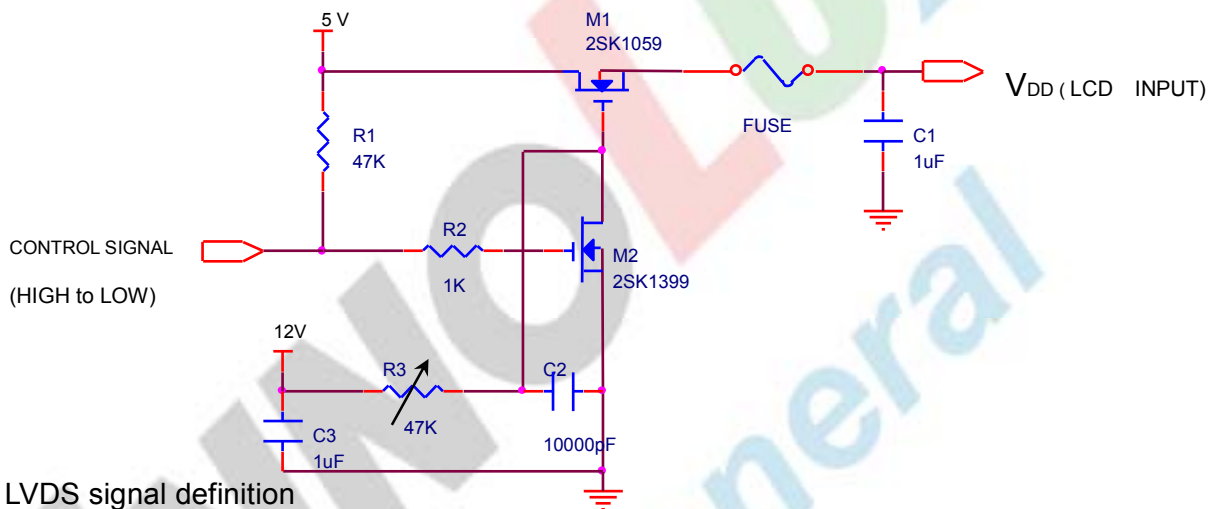 5 V
M1
2SK1059
R1
47K
FUSE
C1
1uF
VDD ( LCD INPUT)
CONTROL SIGNAL
(HIGH to LOW)
R2
1K
M2
2SK1399
12V
R3
47K
C2
10000pF
C3
1uF
LVDS signal definition
neral